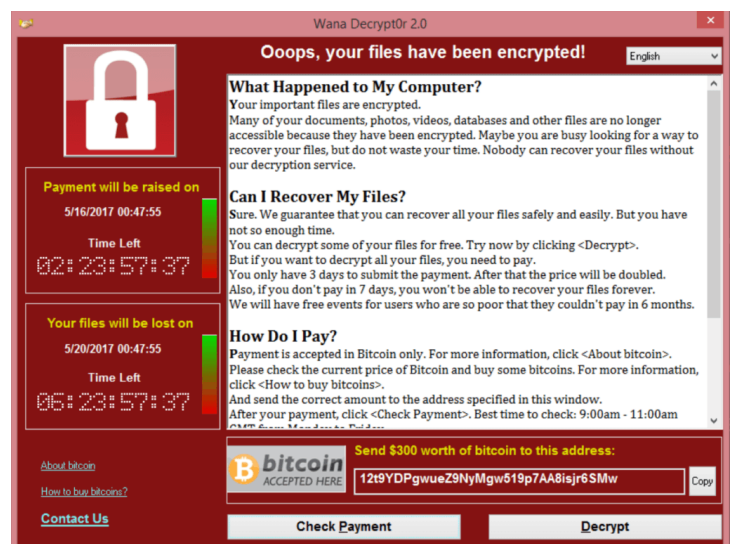 Wana Decrypt0r 2.0
Ooops, your files have been encrypted!
English
What Happened to My Computer?
Your important files are encrypted.
Many of your documents, photos, videos, databases and other files are no longer
accessible because they have been encrypted. Maybe you are busy looking for a way to
recover your files, but do not waste your time. Nobody can recover your files without
our decryption service.
Can I Recover My Files?
Sure. We guarantee that you can recover all your files safely and easily. But you have
not so enough time.
You can decrypt some of your files for free. Try now by clicking <Decrypt>.
But if you want to decrypt all your files, you need to pay.
You only have 3 days to submit the payment. After that the price will be doubled.
Also, if you don't pay in 7 days, you won't be able to recover your files forever.
We will have free events for users who are so poor that they couldn't pay in 6 months.
How Do I Pay?
Payment is accepted in Bitcoin only. For more information, click <About bitcoin>.
Please check the current price of Bitcoin and buy some bitcoins. For more information,
click <How to buy bitcoins>.
And send the correct amount to the address specified in this window.
After your payment, click <Check Payment>. Best time to check: 9:00am - 11:00am
GMT from Monday to Friday.
Payment will be raised on
5/16/2017 00:47:55
Time Left
02:23:57:37
Your files will be lost on
5/20/2017 00:47:55
Time Left
06:23:57:37
About bitcoin
How to buy bitcoins?
Contact Us
bitcoin
ACCEPTED HERE
Send $300 worth of bitcoin to this address:
12t9YDPgwueZ9NyMgw519p7AA8isjr6SMw
Copy
Check Payment
Decrypt